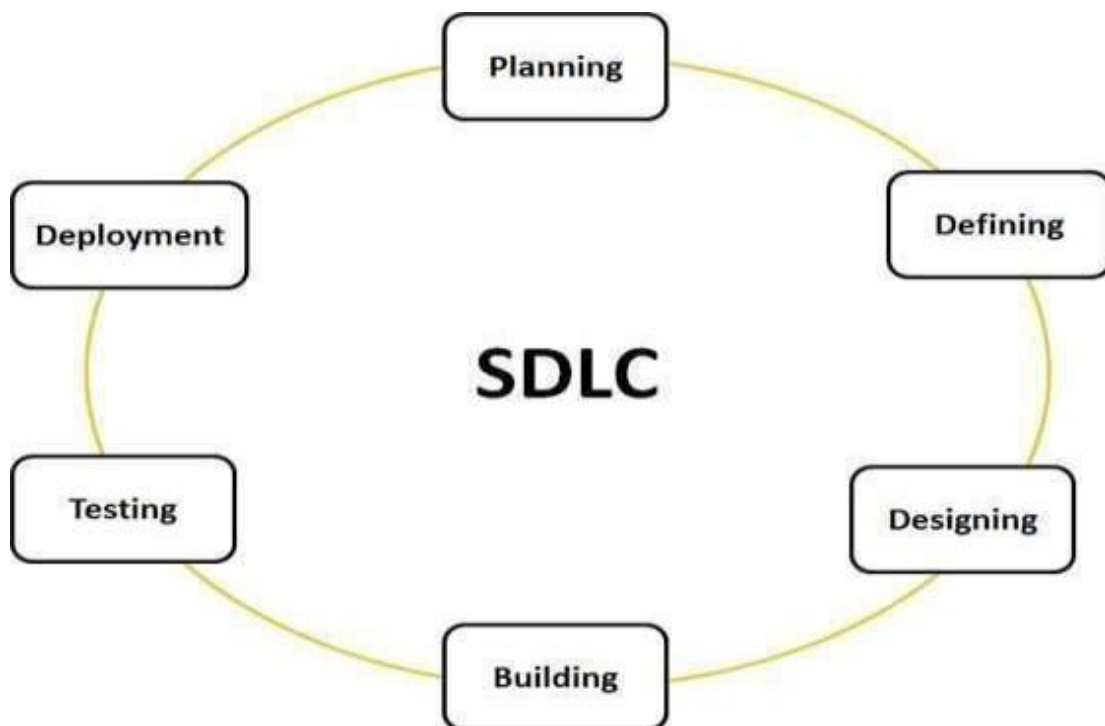 Planning
Defining
Designing
Building
Testing
Deployment
SDLC